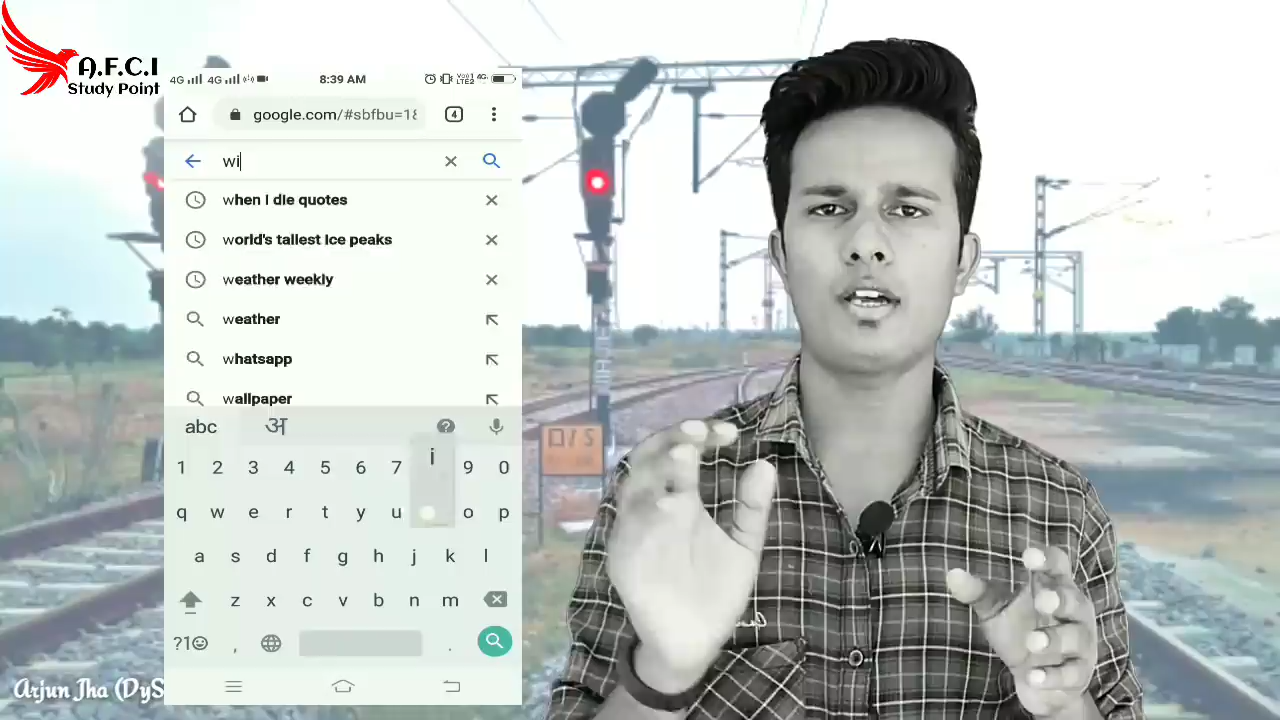 A.F.C.I
Study Point
4G 4G 8:39 AM 4G
google.com/#sbfbu=18 4
wi
when i die quotes
world's tallest ice peaks
weather weekly
weather
whatsapp
wallpaper
abc अ ?
i
1 2 3 4 5 6 7 9 0
q w e r t y u o p
a s d f g h j k l
z x c v b n m
?1☺ , .
D/S
Arjun Jha (DyS